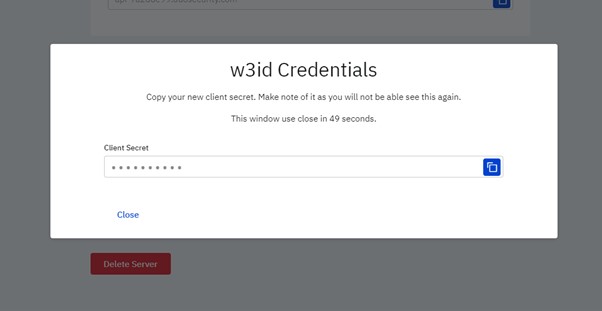 w3id Credentials
Copy your new client secret. Make note of it as you will not be able see this again.
This window use close in 49 seconds.
Client Secret
Close
Delete Server